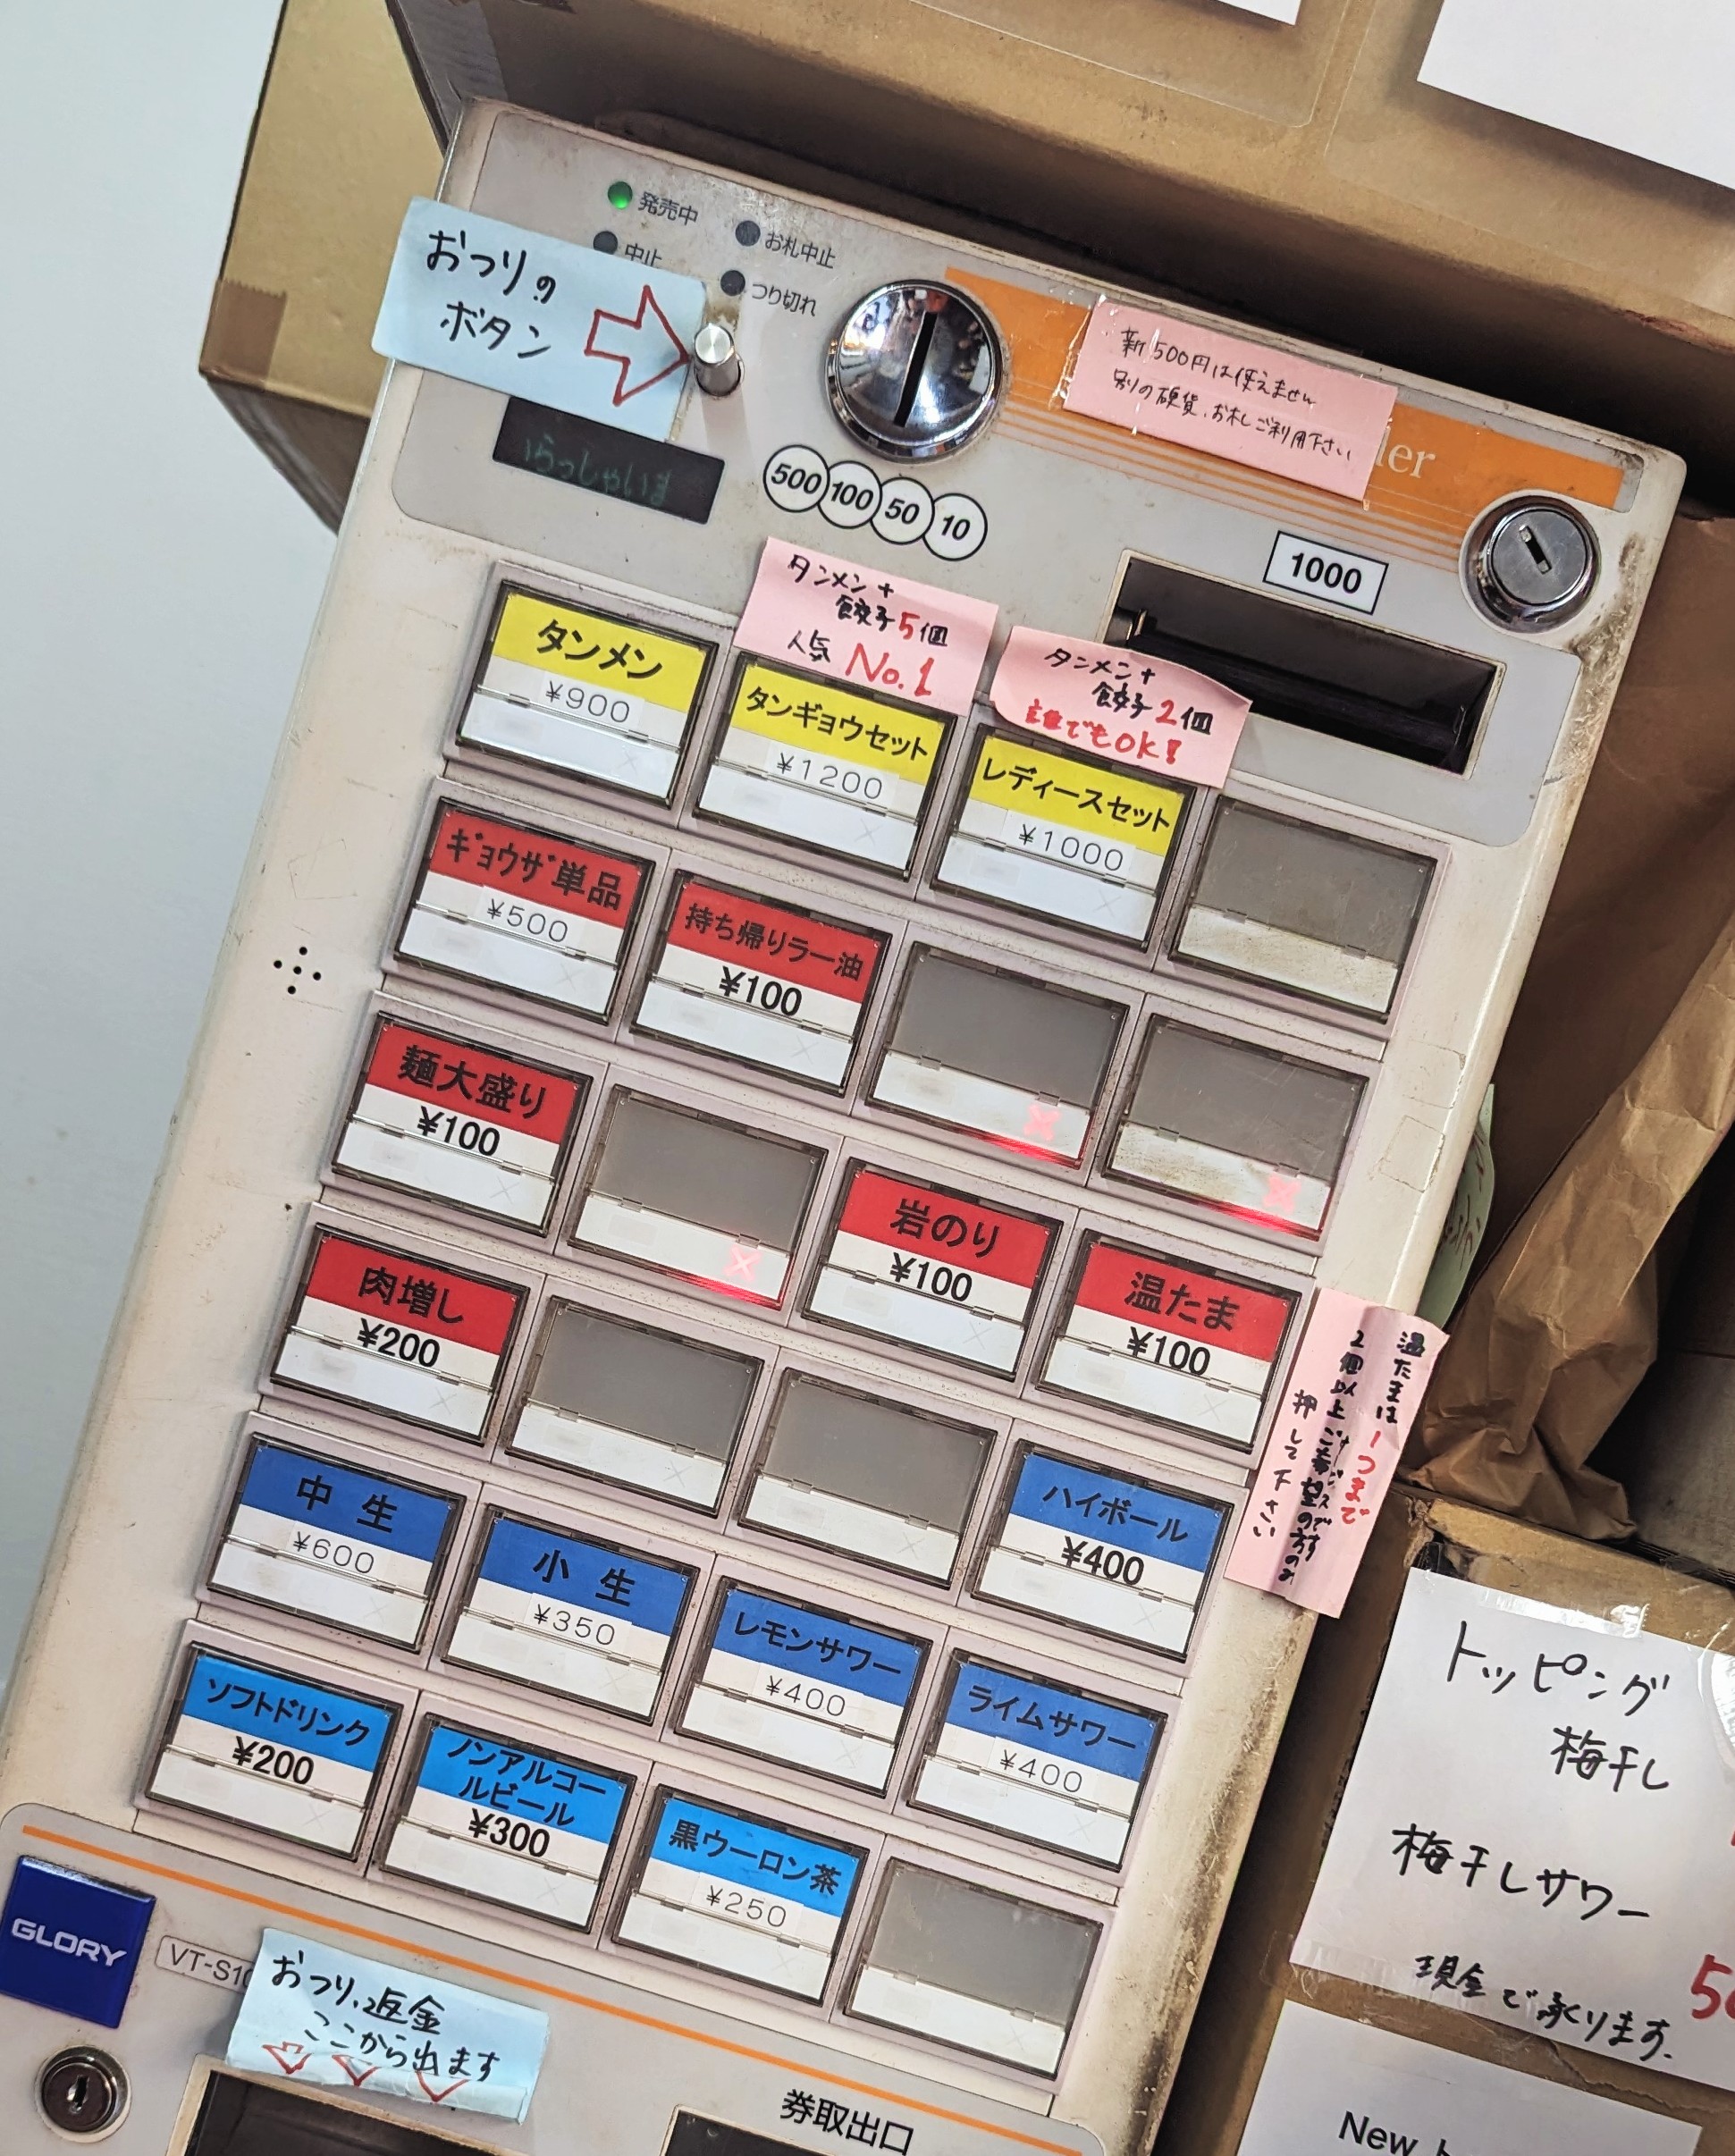 発売中
お札中止
中止
つり切れ
おつりの
ボタン
新500円は使えません
別の硬貨、お札ご利用下さい
らっしゃいま
500 100 50 10
1000
タンメン+
餃子5個
人気 No.1
タンメン+
餃子2個
誰でもOK!
タンメン
¥900
タンギョウセット
¥1200
レディースセット
¥1000
ギョウザ単品
¥500
持ち帰りラー油
¥100
麺大盛り
¥100
岩のり
¥100
温たま
¥100
肉増し
¥200
温たまは1つまで
サービスです
2個以上ご希望の方のみ
押して下さい
中 生
¥600
小 生
¥350
レモンサワー
¥400
ライムサワー
¥400
ハイボール
¥400
ソフトドリンク
¥200
ノンアルコー
ルビール
¥300
黒ウーロン茶
¥250
GLORY
VT-S10
おつり、返金
ここから出ます
券取出口
トッピング
梅干し
梅干しサワー
現金で承ります.
New